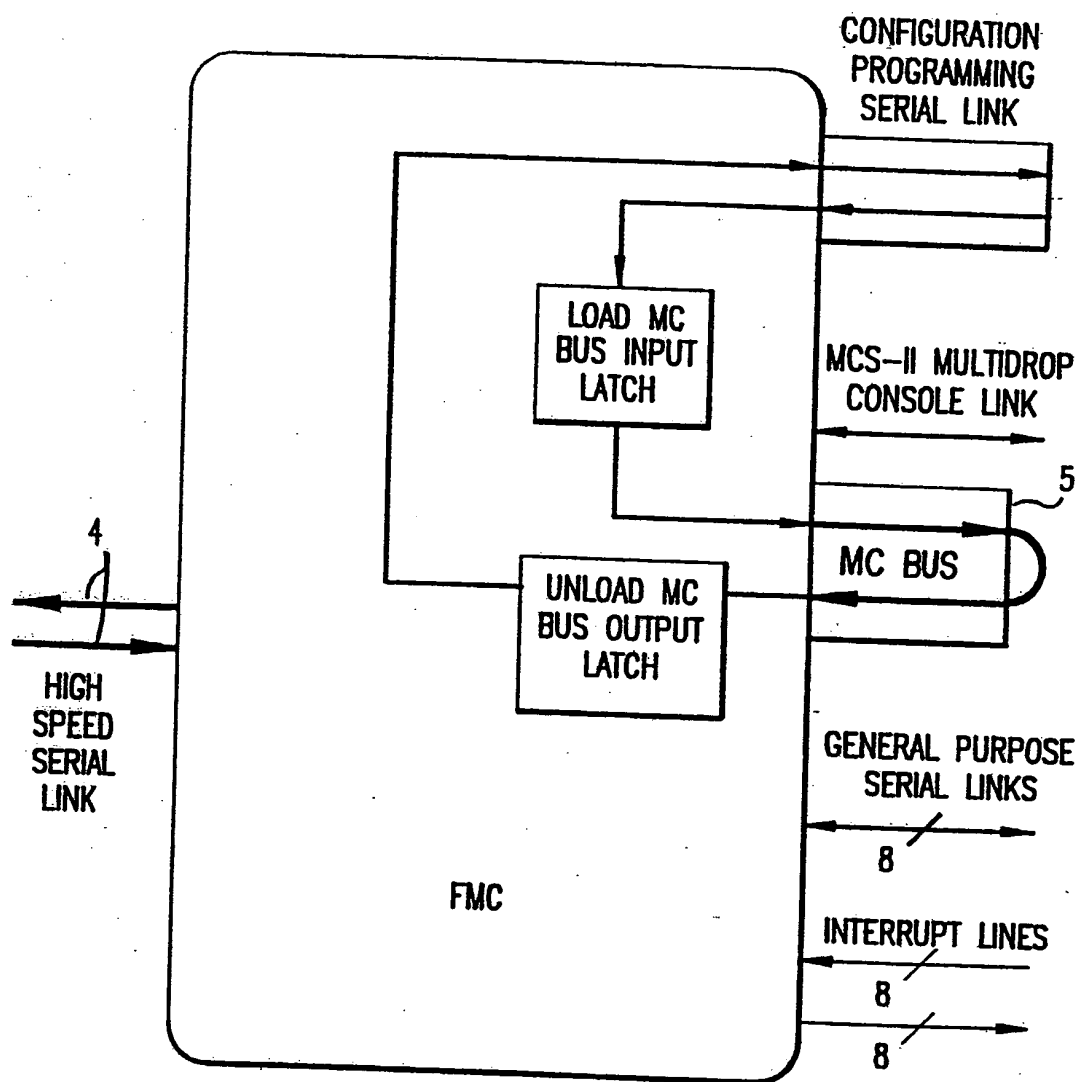 CONFIGURATION
PROGRAMMING
SERIAL LINK
LOAD MC
BUS INPUT
LATCH
MCS-II MULTIDROP
CONSOLE LINK
5
MC BUS
4
UNLOAD MC
BUS OUTPUT
LATCH
HIGH
SPEED
SERIAL
LINK
GENERAL PURPOSE
SERIAL LINKS
8
FMC
INTERRUPT LINES
8
8